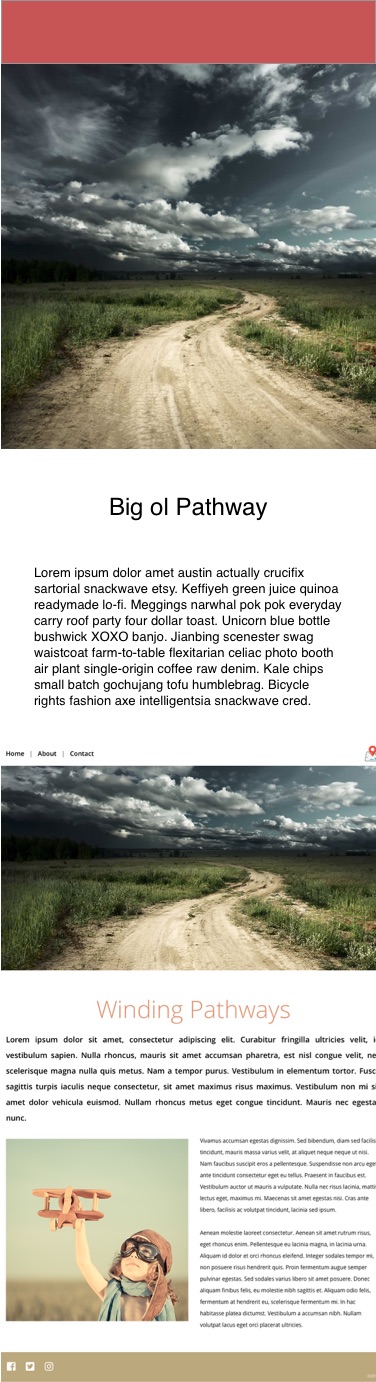 Big ol Pathway
Lorem ipsum dolor amet austin actually crucifix
sartorial snackwave etsy. Keffiyeh green juice quinoa
readymade lo-fi. Meggings narwhal pok pok everyday
carry roof party four dollar toast. Unicorn blue bottle
bushwick XOXO banjo. Jianbing scenester swag
waistcoat farm-to-table flexitarian celiac photo booth
air plant single-origin coffee raw denim. Kale chips
small batch gochujang tofu humblebrag. Bicycle
rights fashion axe intelligentsia snackwave cred.
Home | About | Contact
Winding Pathways
Lorem ipsum dolor sit amet, consectetur adipiscing elit. Curabitur fringilla ultricies velit, i
vestibulum sapien. Nulla rhoncus, mauris sit amet accumsan pharetra, est nisl congue velit, ne
scelerisque magna nulla quis metus. Nam a tempor purus. Vestibulum in elementum tortor. Fusc
sagittis turpis iaculis neque consectetur, sit amet maximus risus maximus. Vestibulum non mi si
amet dolor vehicula euismod. Nullam rhoncus metus eget congue tincidunt. Mauris nec egesta
nunc.
Vivamus accumsan egestas dignissim. Sed bibendum, diam sed facilis
tincidunt, mauris massa varius velit, at aliquet neque neque ut nisi.
Nam faucibus suscipit eros a pellentesque. Suspendisse non arcu eget
ante consectetur tincidunt eget eu tellus. Praesent in faucibus est.
Vestibulum auctor ut mauris a vulputate. Nulla nec risus lacinia, mattis
lectus eget, maximus mi. Maecenas sit amet egestas nisi. Cras ante
libero, facilisis ac volutpat tincidunt, lacinia sed ipsum.
Aenean molestie laoreet consectetur. Aenean sit amet rutrum risus,
eget rhoncus enim. Pellentesque eu lacinia magna, in lacinia urna.
Aliquam id dolor et orci rhoncus eleifend. Integer sodales tempor mi,
non posuere risus hendrerit quis. Proin fermentum augue semper
pulvinar egestas. Sed sodales varius libero sit amet posuere. Donec
aliquam finibus felis, eu molestie nibh sagittis et. Aliquam odio felis,
fermentum at hendrerit eu, scelerisque fermentum mi. In hac
habitasse platea dictumst. Vestibulum a accumsan nibh. Nullam
volutpat lacus eget orci placerat ultricies.